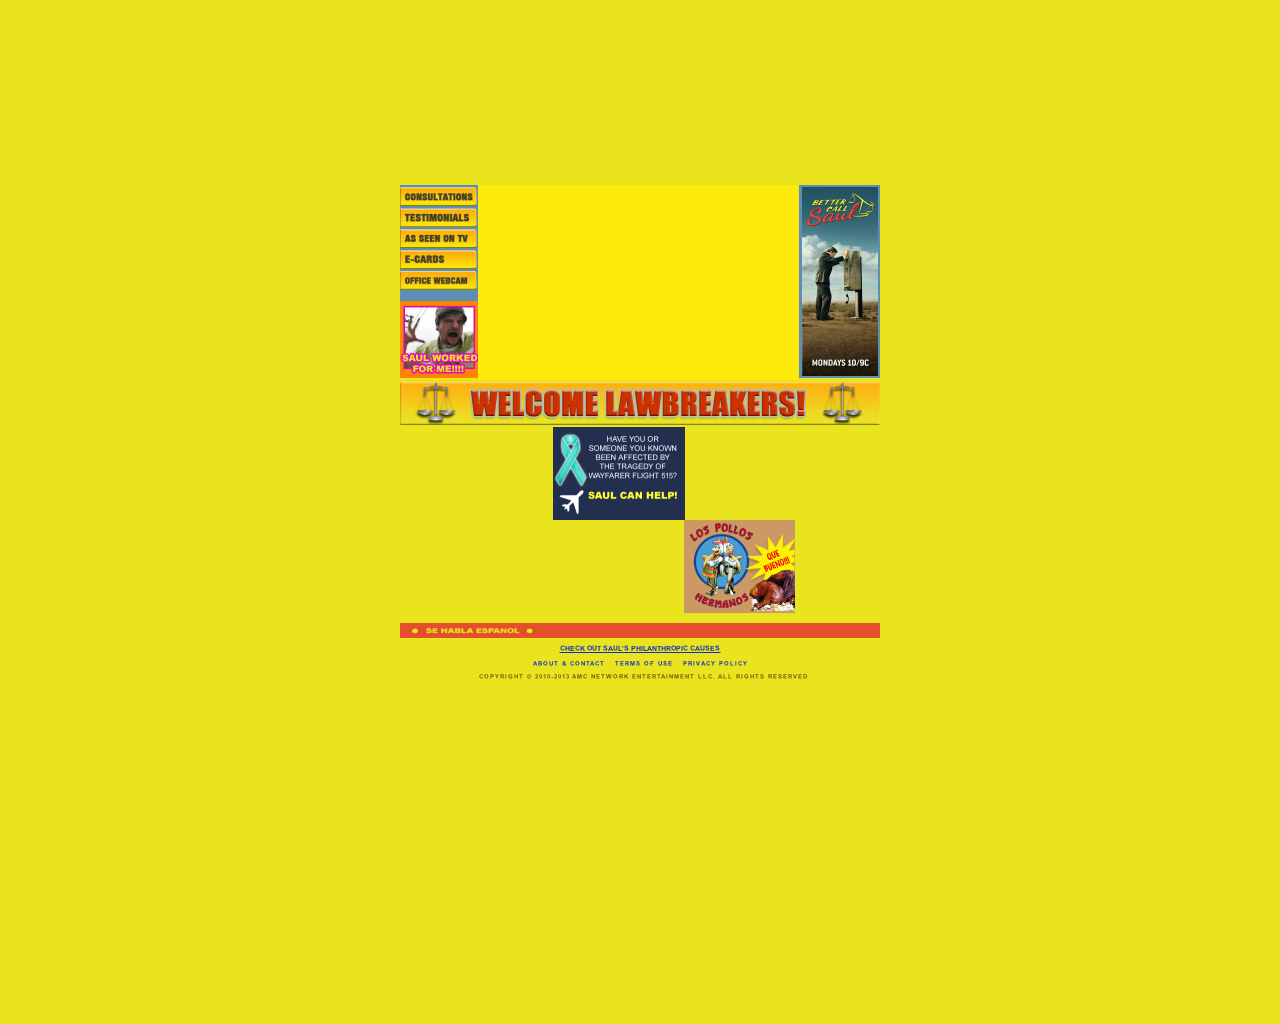 CONSULTATIONS
TESTIMONIALS
AS SEEN ON TV
E-CARDS
OFFICE WEBCAM
SAUL WORKED
FOR ME!!!!
BETTER
CALL
Saul
MONDAYS 10/9C
WELCOME LAWBREAKERS!
HAVE YOU OR
SOMEONE YOU KNOWN
BEEN AFFECTED BY
THE TRAGEDY OF
WAYFARER FLIGHT 515?
SAUL CAN HELP!
LOS POLLOS
HERMANOS
QUE
BUENO!!!
SE HABLA ESPANOL
CHECK OUT SAUL'S PHILANTHROPIC CAUSES
ABOUT & CONTACT TERMS OF USE PRIVACY POLICY
COPYRIGHT © 2010-2013 AMC NETWORK ENTERTAINMENT LLC. ALL RIGHTS RESERVED